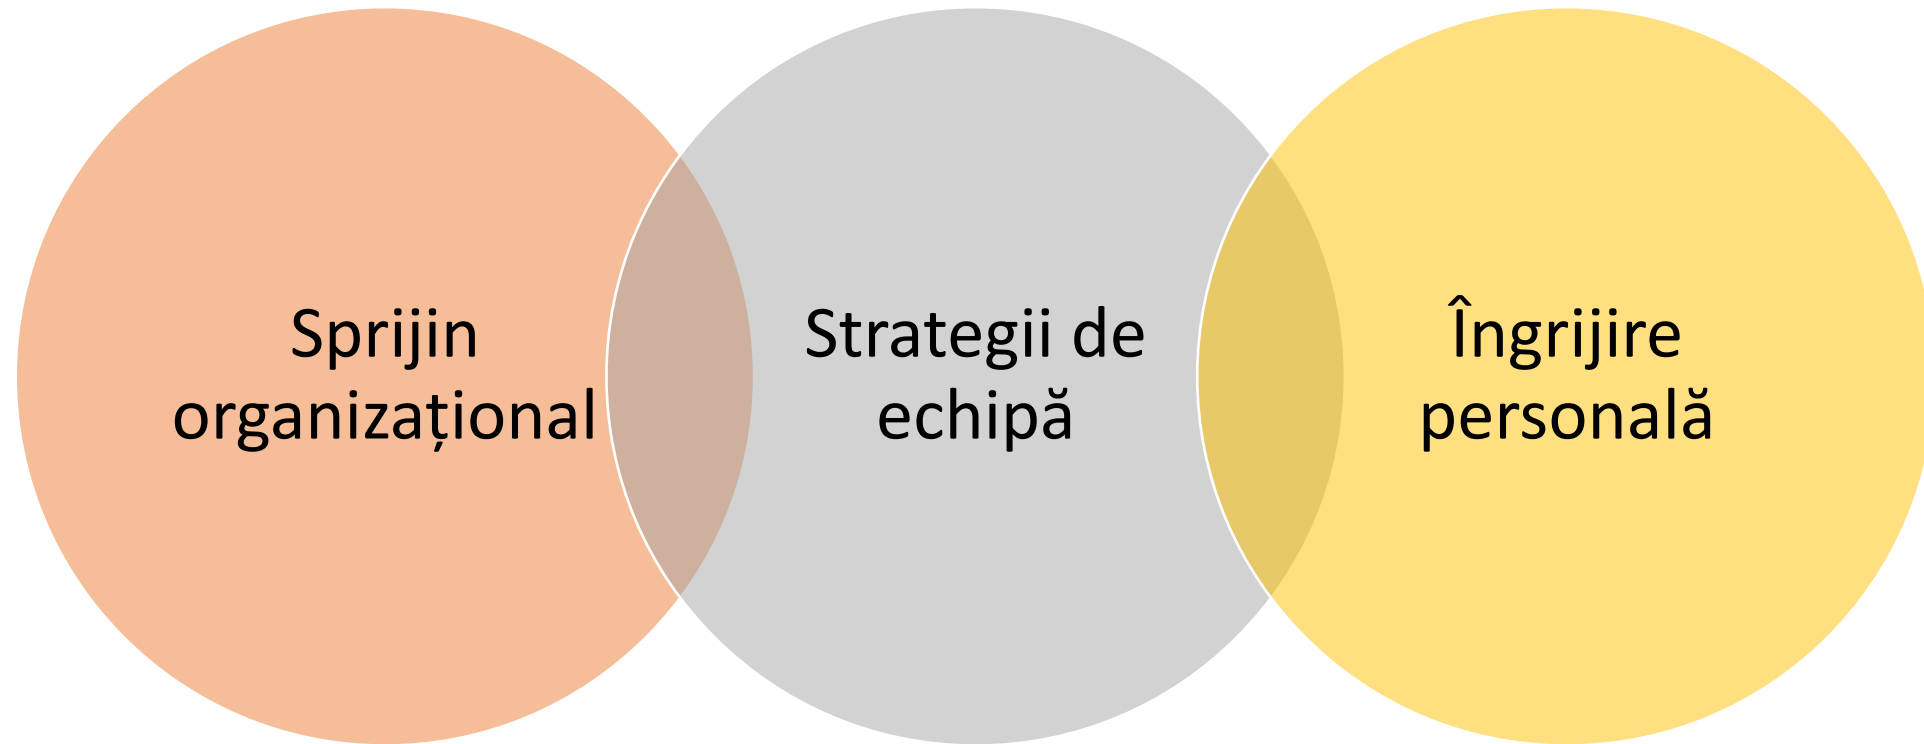 Sprijin
organizațional
Strategii de
echipă
Îngrijire
personală